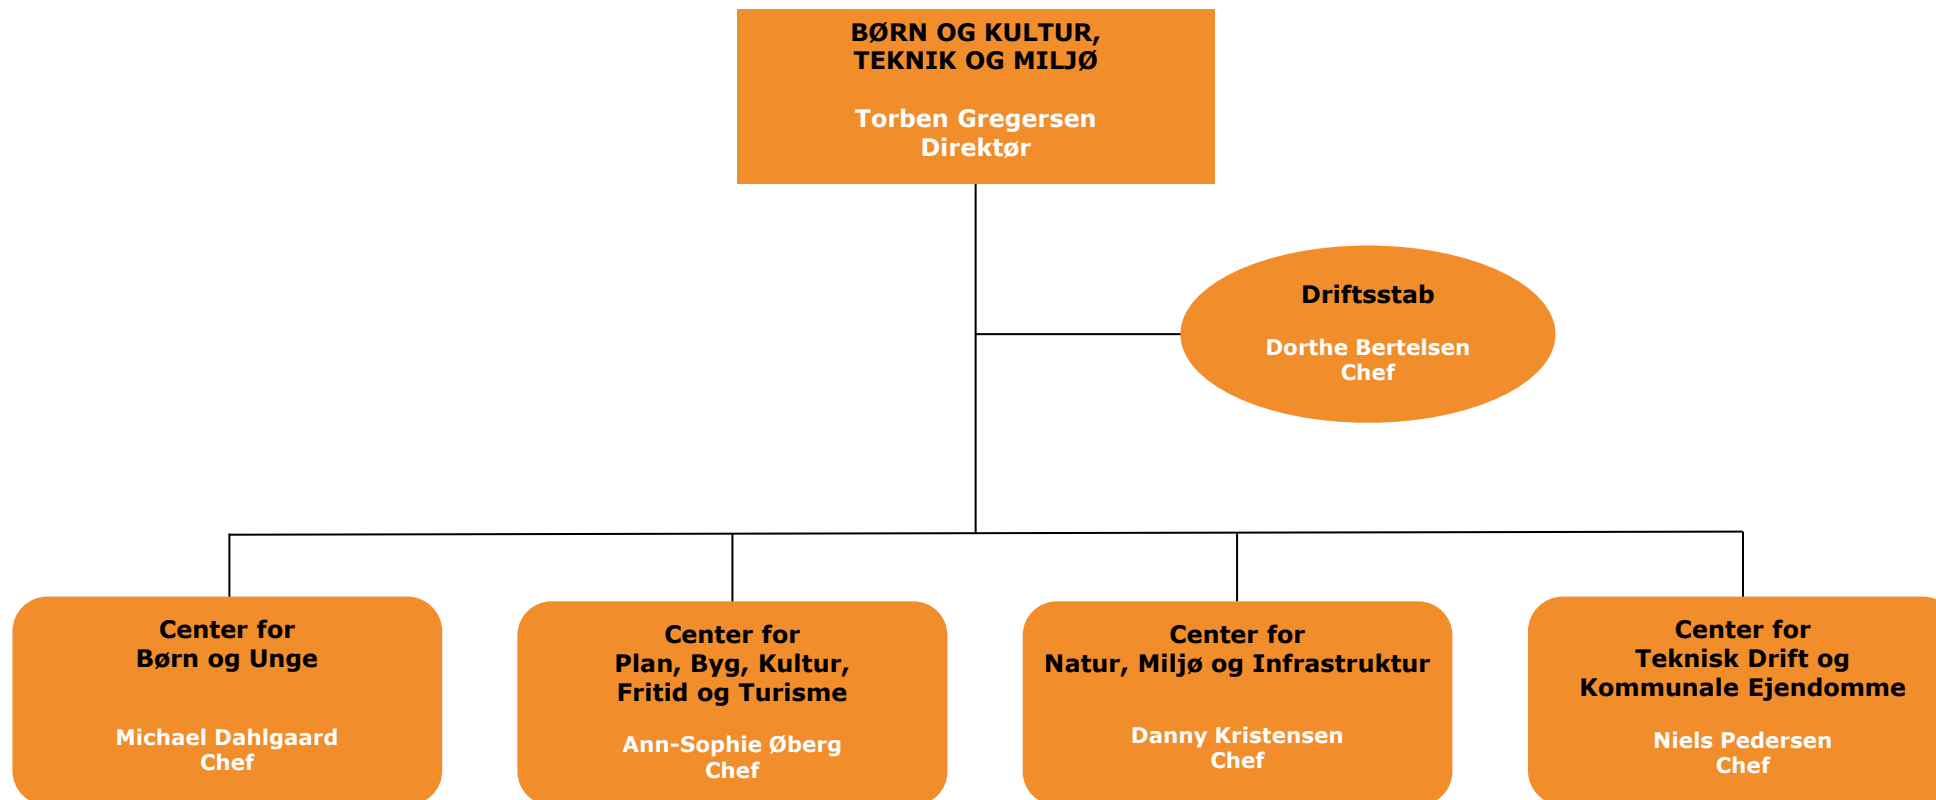 BØRN OG KULTUR,
TEKNIK OG MILJØ
Torben Gregersen
Direktør
Driftsstab
Dorthe Bertelsen
Chef
Center for
Børn og Unge
Michael Dahlgaard
Chef
Center for
Plan, Byg, Kultur,
Fritid og Turisme
Ann-Sophie Øberg
Chef
Center for
Natur, Miljø og Infrastruktur
Danny Kristensen
Chef
Center for
Teknisk Drift og
Kommunale Ejendomme
Niels Pedersen
Chef